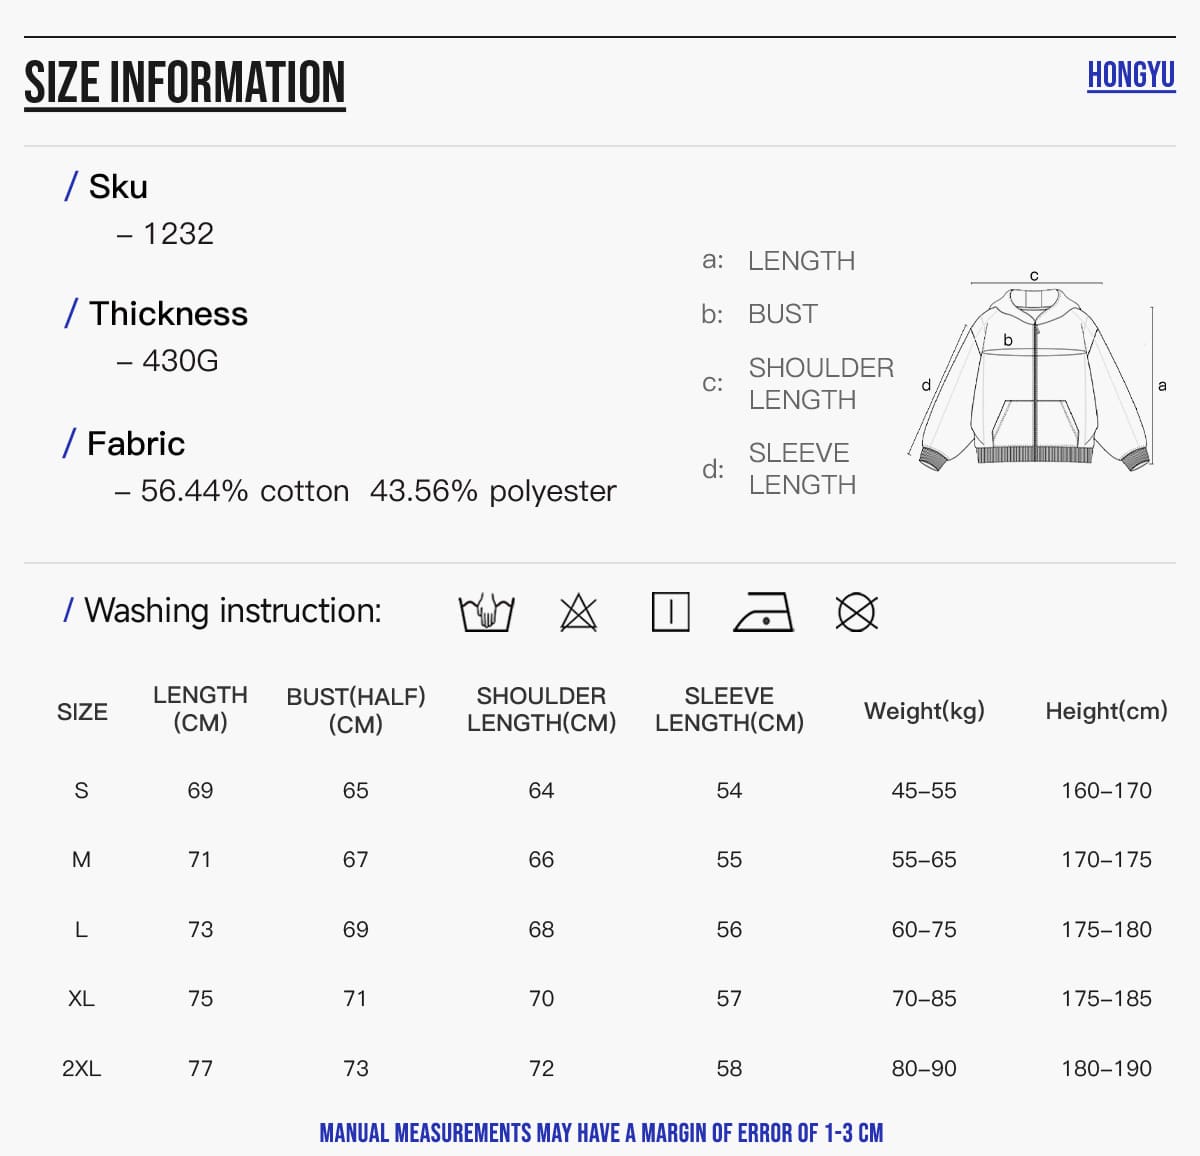 SIZE INFORMATION
HONGYU
/ Sku
– 1232
/ Thickness
– 430G
/ Fabric
– 56.44% cotton 43.56% polyester
a: LENGTH
b: BUST
c: SHOULDER
LENGTH
d: SLEEVE
LENGTH
c
b
d
a
/ Washing instruction:
SIZE LENGTH (CM) BUST(HALF) (CM) SHOULDER LENGTH(CM) SLEEVE LENGTH(CM) Weight(kg) Height(cm)
S 69 65 64 54 45–55 160–170
M 71 67 66 55 55–65 170–175
L 73 69 68 56 60–75 175–180
XL 75 71 70 57 70–85 175–185
2XL 77 73 72 58 80–90 180–190
MANUAL MEASUREMENTS MAY HAVE A MARGIN OF ERROR OF 1-3 CM